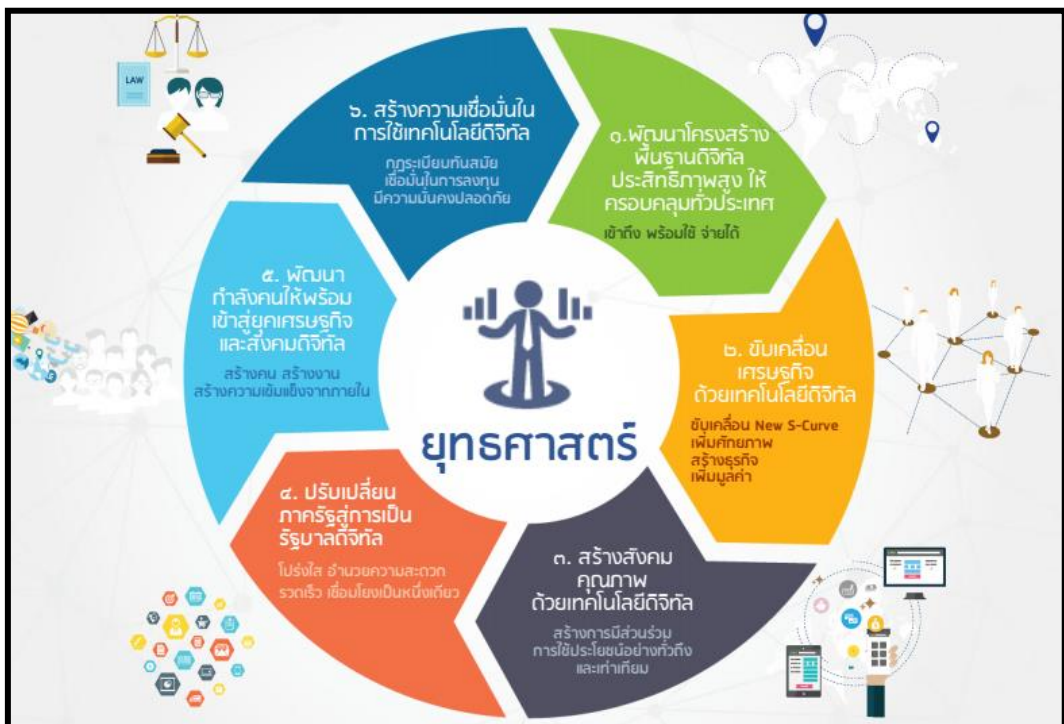 ยุทธศาสตร์
๑.พัฒนาโครงสร้าง
พื้นฐานดิจิทัล
ประสิทธิภาพสูง ให้
ครอบคลุมทั่วประเทศ
เข้าถึง พร้อมใช้ จ่ายได้
๒. ขับเคลื่อน
เศรษฐกิจ
ด้วยเทคโนโลยีดิจิทัล
ขับเคลื่อน New S-Curve
เพิ่มศักยภาพ
สร้างธุรกิจ
เพิ่มมูลค่า
๓. สร้างสังคม
คุณภาพ
ด้วยเทคโนโลยีดิจิทัล
สร้างการมีส่วนร่วม
การใช้ประโยชน์อย่างทั่วถึง
และเท่าเทียม
๔. ปรับเปลี่ยน
ภาครัฐสู่การเป็น
รัฐบาลดิจิทัล
โปร่งใส อำนวยความสะดวก
รวดเร็ว เชื่อมโยงเป็นหนึ่งเดียว
๕. พัฒนา
กำลังคนให้พร้อม
เข้าสู่ยุคเศรษฐกิจ
และสังคมดิจิทัล
สร้างคน สร้างงาน
สร้างความเข้มแข็งจากภายใน
๖. สร้างความเชื่อมั่นใน
การใช้เทคโนโลยีดิจิทัล
กฎระเบียบทันสมัย
เชื่อมั่นในการลงทุน
มีความมั่นคงปลอดภัย
LAW